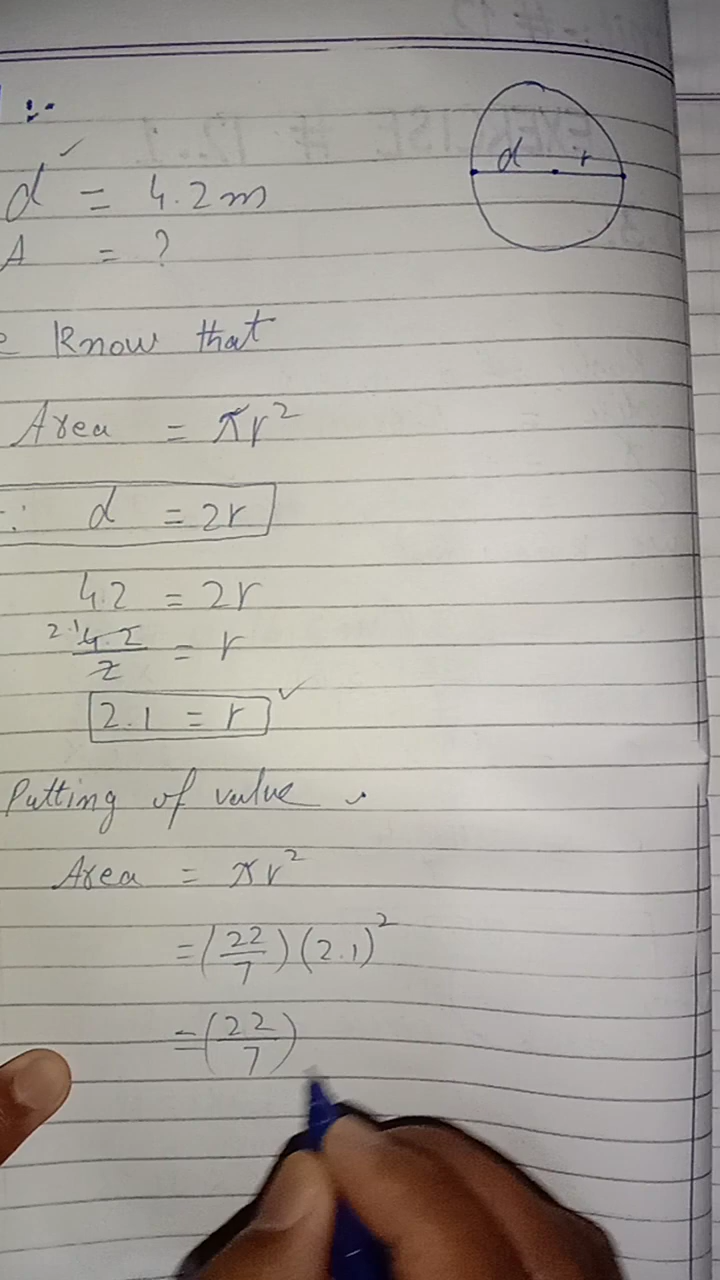 d = 4.2m
A = ?
d r
know that
Area = πr²
∵ d = 2r
4.2 = 2r
2.1 4.2/2 = r
2.1 = r
Putting of value
Area = πr²
= (22/7)(2.1)²
= (22/7)